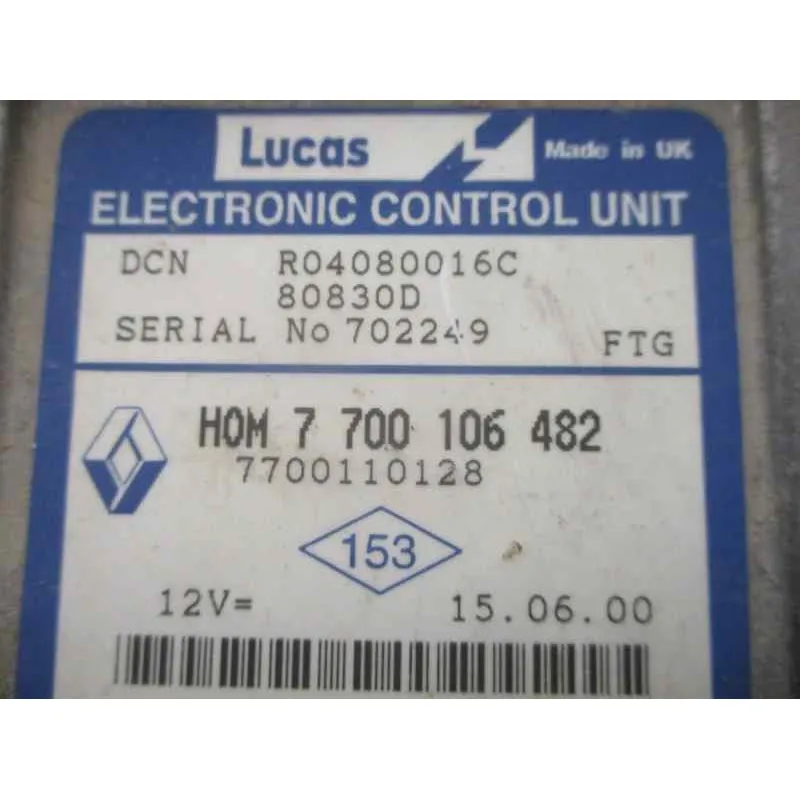 Lucas Made in UK
ELECTRONIC CONTROL UNIT
DCN R04080016C
80830D
SERIAL No 702249
FTG
HOM 7 700 106 482
7700110128
153
12V= 15.06.00